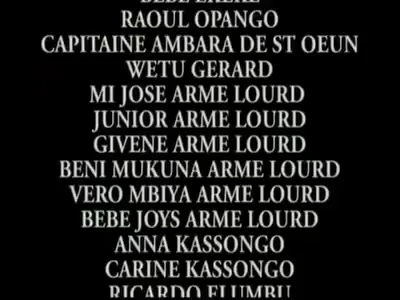 RAOUL OPANGO
CAPITAINE AMBARA DE ST OEUN
WETU GERARD
MI JOSE ARME LOURD
JUNIOR ARME LOURD
GIVENE ARME LOURD
BENI MUKUNA ARME LOURD
VERO MBIYA ARME LOURD
BEBE JOYS ARME LOURD
ANNA KASSONGO
CARINE KASSONGO
RICARDO